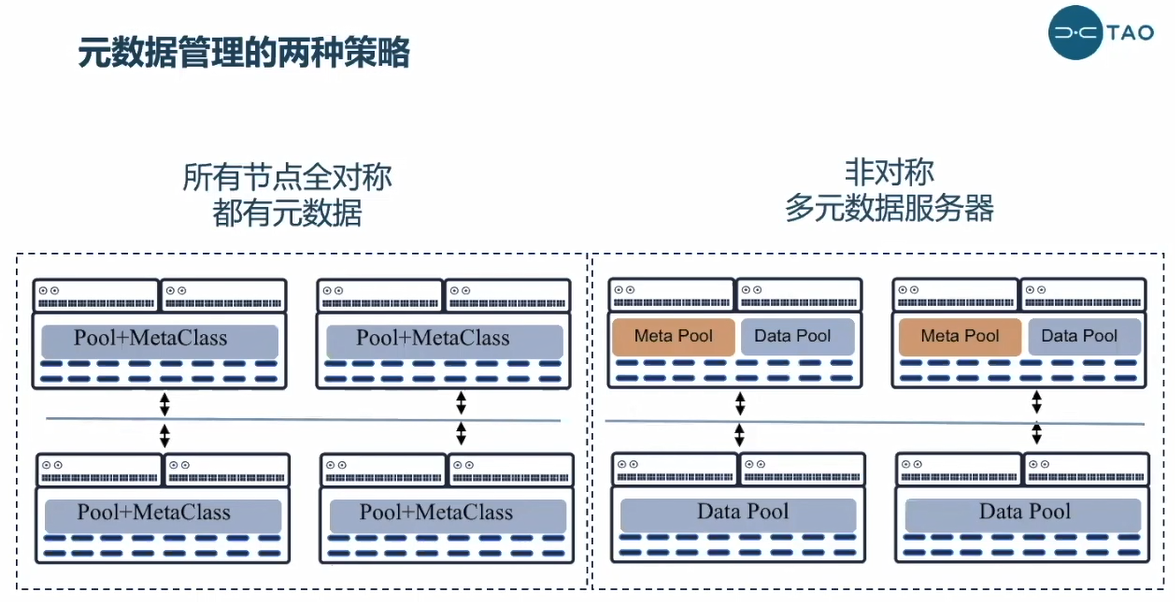 元数据管理的两种策略
TAO
所有节点全对称
都有元数据
非对称
多元数据服务器
Pool+MetaClass
Pool+MetaClass
Meta Pool
Data Pool
Meta Pool
Data Pool
Pool+MetaClass
Pool+MetaClass
Data Pool
Data Pool